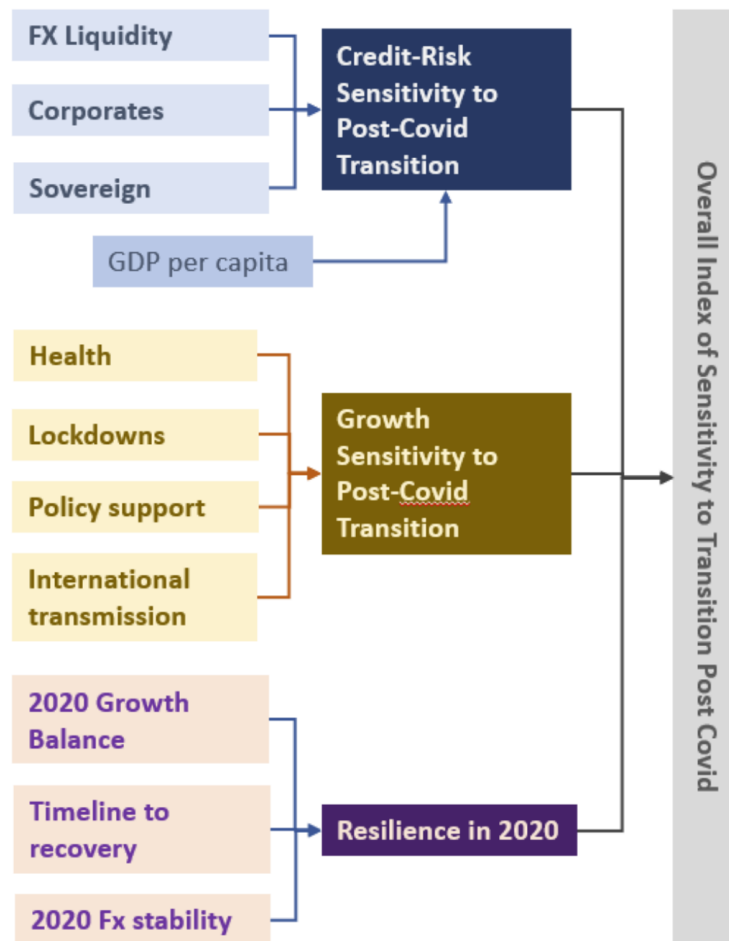 FX Liquidity
Corporates
Sovereign
GDP per capita
Credit-Risk
Sensitivity to
Post-Covid
Transition
Health
Lockdowns
Policy support
International
transmission
Growth
Sensitivity to
Post-Covid
Transition
2020 Growth
Balance
Timeline to
recovery
2020 Fx stability
Resilience in 2020
Overall Index of Sensitivity to Transition Post Covid